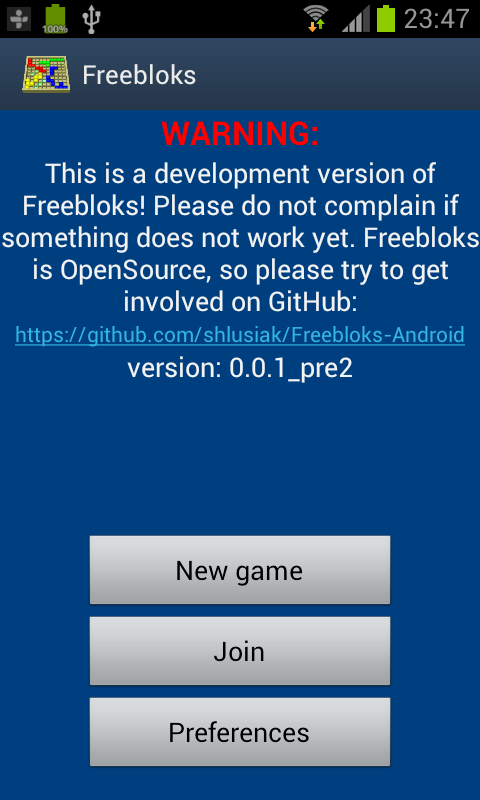 100%
23:47
Freebloks
WARNING:
This is a development version of
Freebloks! Please do not complain if
something does not work yet. Freebloks
is OpenSource, so please try to get
involved on GitHub:
https://github.com/shlusiak/Freebloks-Android
version: 0.0.1_pre2
New game
Join
Preferences